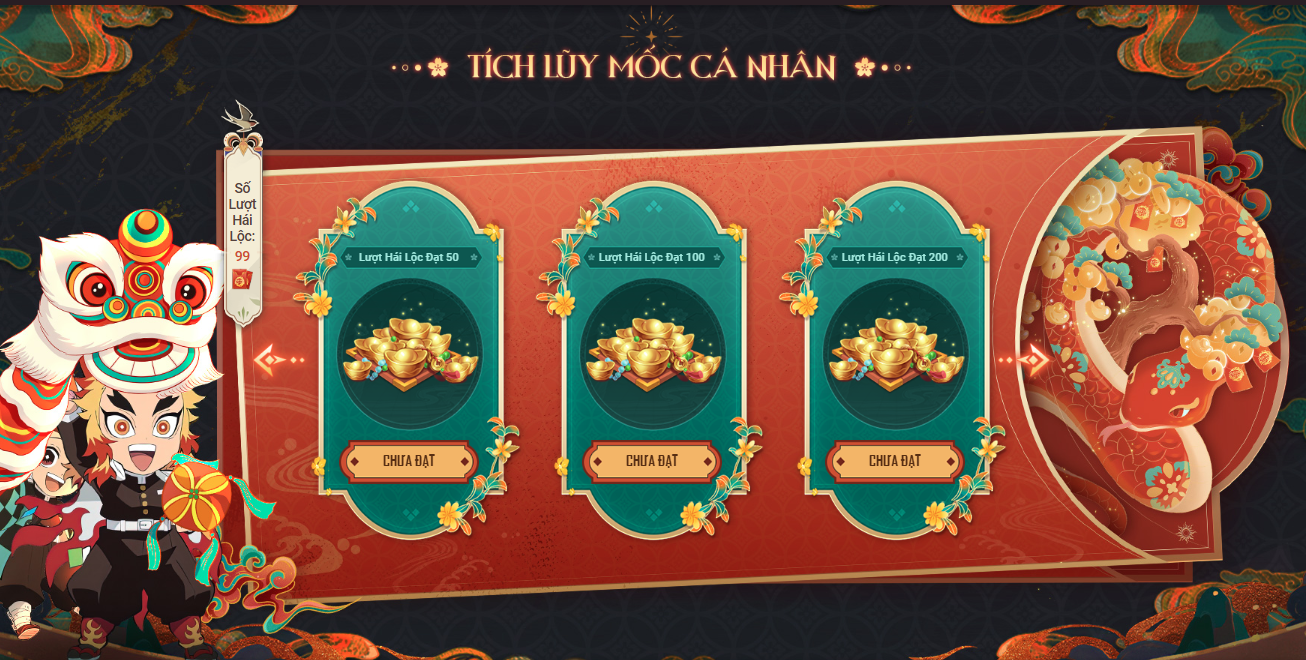 TÍCH LŨY MỐC CÁ NHÂN
Số
Lượt
Hái
Lộc:
99
Lượt Hái Lộc Đạt 50
Lượt Hái Lộc Đạt 100
Lượt Hái Lộc Đạt 200
CHƯA ĐẠT
CHƯA ĐẠT
CHƯA ĐẠT